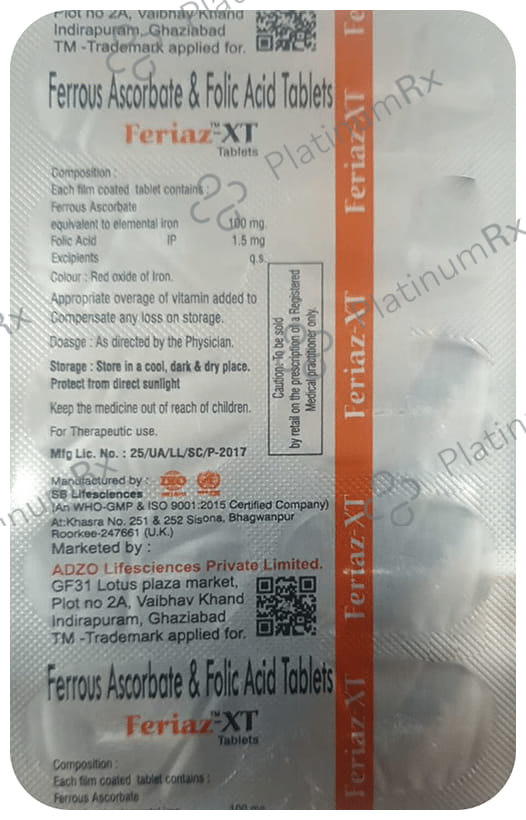 Plot no 2A, Vaibhav Khand
Indirapuram, Ghaziabad
TM -Trademark applied for.
Ferrous Ascorbate & Folic Acid Tablets
Feriaz™-XT
Tablets
Composition :
Each film coated tablet contains :
Ferrous Ascorbate
equivalent to elemental iron 100 mg.
Folic Acid IP 1.5 mg
Excipients q.s.
Colour : Red oxide of Iron.
Appropriate overage of vitamin added to
Compensate any loss on storage.
Doasge : As directed by the Physician.
Storage : Store in a cool, dark & dry place.
Protect from direct sunlight
Keep the medicine out of reach of children.
For Therapeutic use.
Mfg Lic. No. : 25/UA/LL/SC/P-2017
Caution: To be sold
by retail on the prescription of a Registered
Medical practitioner only.
Manufactured by :
ISO
SB Lifesciences
(An WHO-GMP & ISO 9001:2015 Certified Company)
At:Khasra No. 251 & 252 Sisona, Bhagwanpur
Roorkee-247661 (U.K.)
Marketed by :
ADZO Lifesciences Private Limited.
GF31 Lotus plaza market,
Plot no 2A, Vaibhav Khand
Indirapuram, Ghaziabad
TM -Trademark applied for.
Ferrous Ascorbate & Folic Acid Tablets
Feriaz™-XT
Tablets
Composition :
Each film coated tablet contains :
Ferrous Ascorbate
100 mg
Feriaz-XT
Feriaz-XT
Feriaz-XT
Feriaz-XT
Feriaz-XT
PlatinumRx
PlatinumRx
PlatinumRx